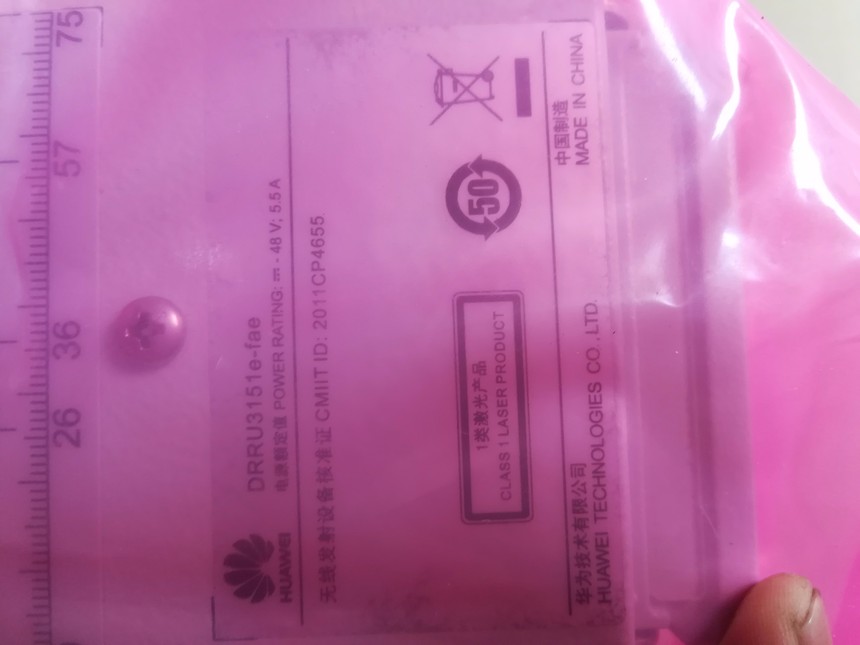 HUAWEI
DRRU3151e-fae
电源额定值 POWER RATING: ⎓ - 48 V; 5.5 A
无线发射设备核准证 CMIIT ID: 2011CP4655
1类激光产品
CLASS 1 LASER PRODUCT
50
华为技术有限公司
HUAWEI TECHNOLOGIES CO.,LTD.
中国制造
MADE IN CHINA
26
36
57
75